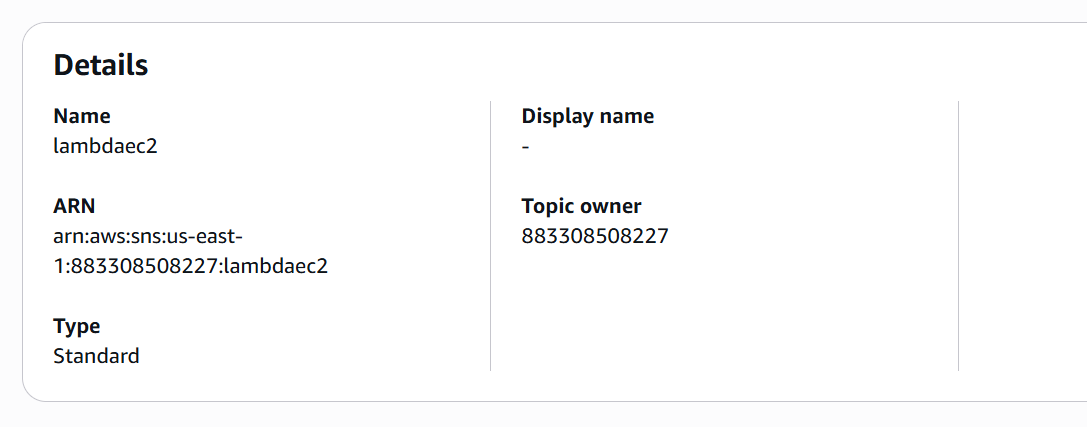 Details
Name
lambdaec2
ARN
arn:aws:sns:us-east-
1:883308508227:lambdaec2
Type
Standard
Display name
-
Topic owner
883308508227